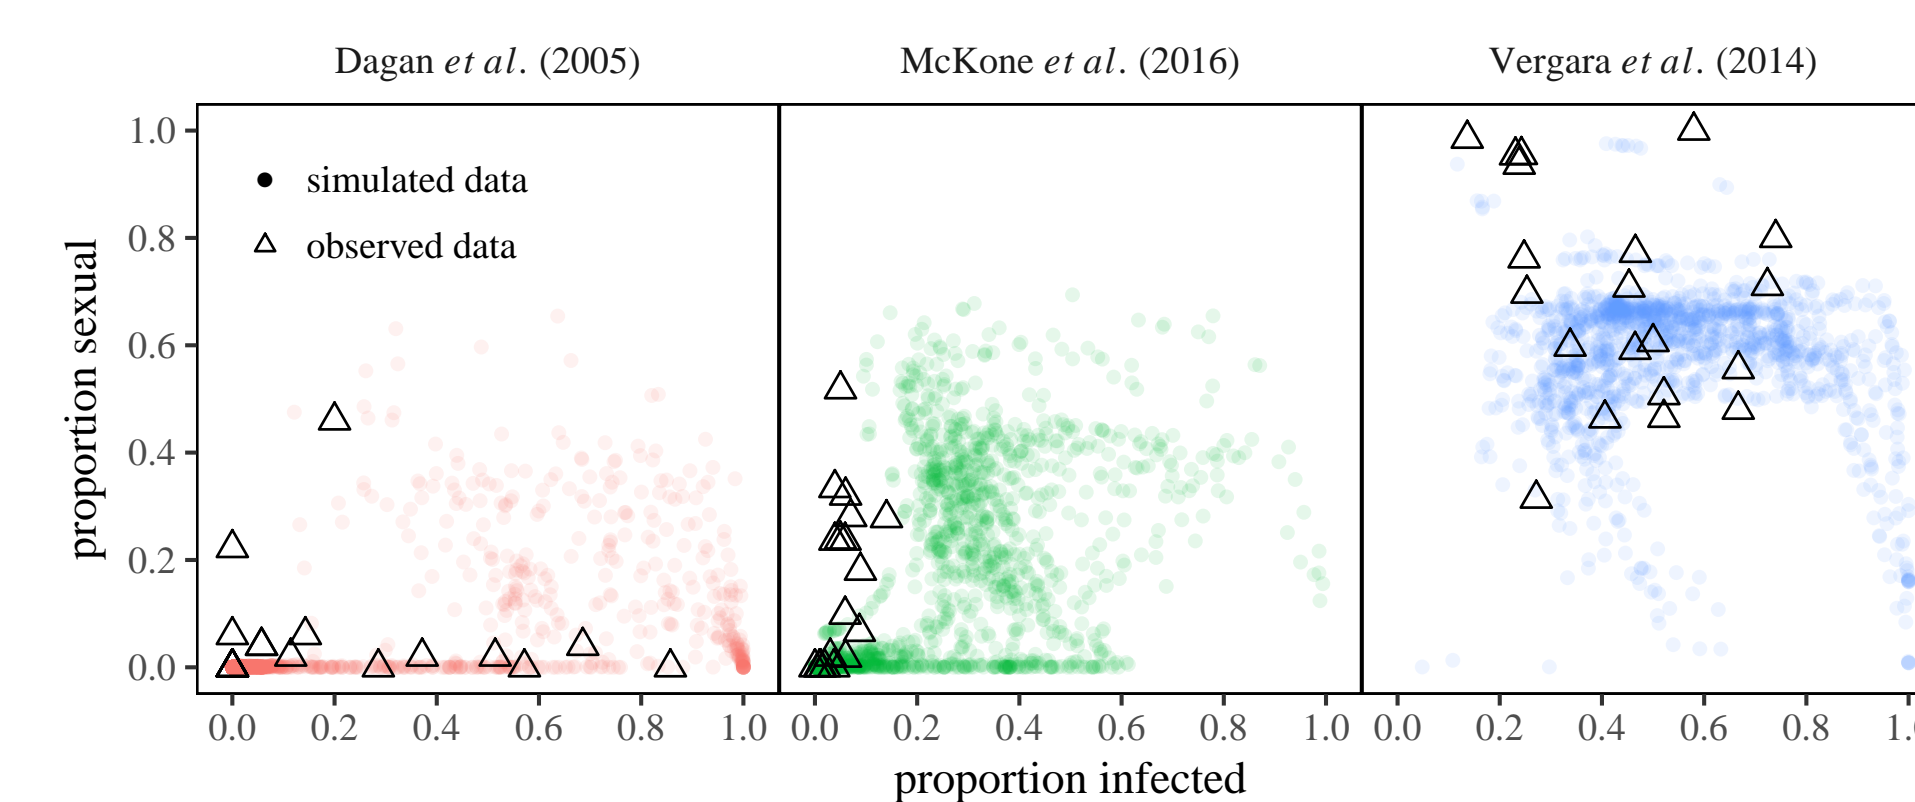 Dagan et al. (2005) McKone et al. (2016) Vergara et al. (2014)
1.0
simulated data
0.8
observed data
0.6
0.4
0.2
0.0
proportion sexual
0.0 0.2 0.4 0.6 0.8 1.0 0.0 0.2 0.4 0.6 0.8 1.0 0.0 0.2 0.4 0.6 0.8
proportion infected